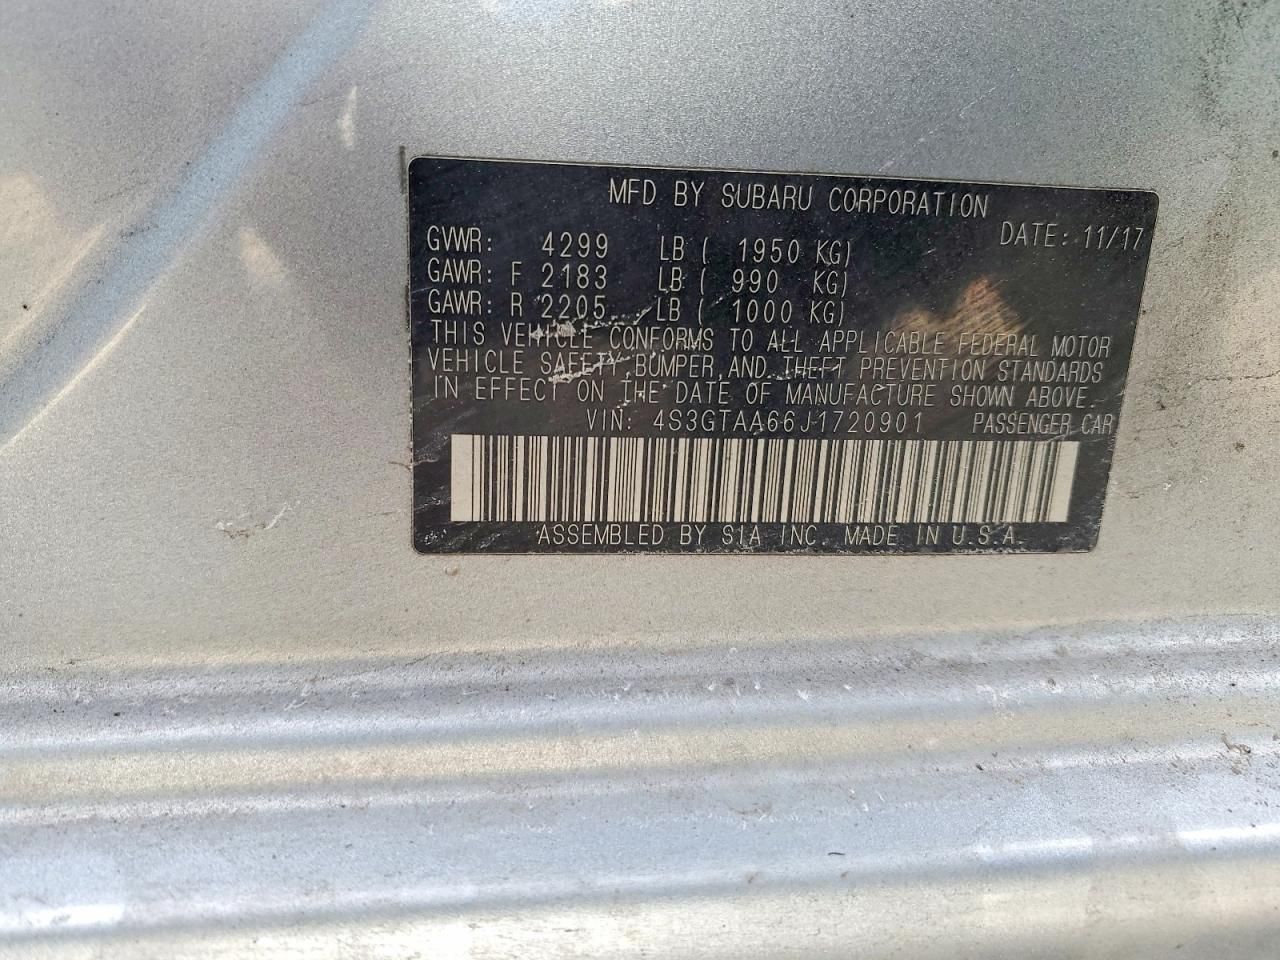 MFD BY SUBARU CORPORATION
DATE: 11/17
GVWR: 4299 LB ( 1950 KG)
GAWR: F 2183 LB ( 990 KG)
GAWR: R 2205 LB ( 1000 KG)
THIS VEHICLE CONFORMS TO ALL APPLICABLE FEDERAL MOTOR
VEHICLE SAFETY, BUMPER, AND THEFT PREVENTION STANDARDS
IN EFFECT ON THE DATE OF MANUFACTURE SHOWN ABOVE.
VIN: 4S3GTAA66J1720901 PASSENGER CAR
ASSEMBLED BY SIA INC. MADE IN U.S.A.